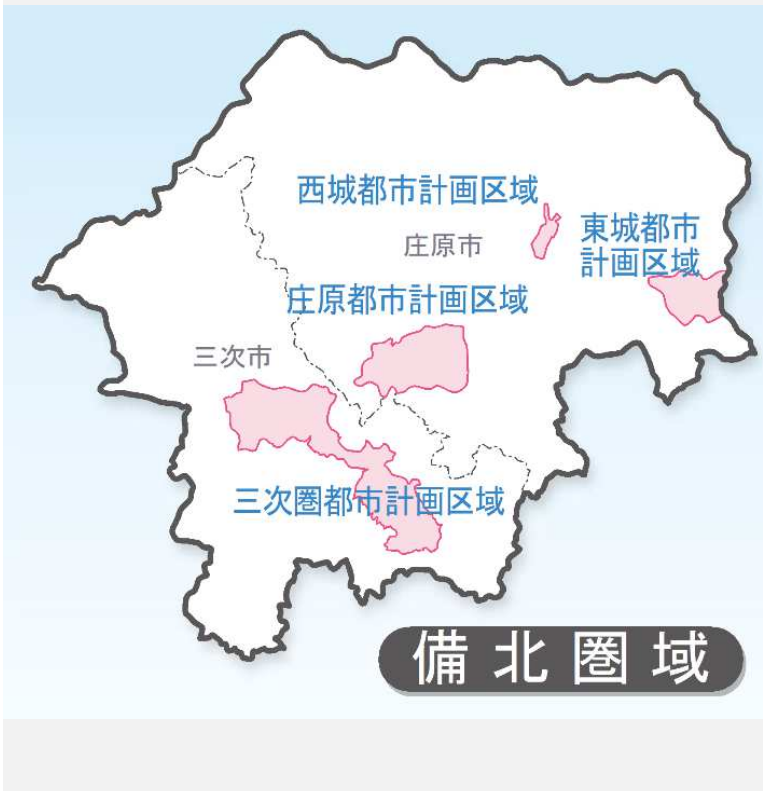 西城都市計画区域
東城都市
計画区域
庄原市
庄原都市計画区域
三次市
三次圏都市計画区域
備北圏域